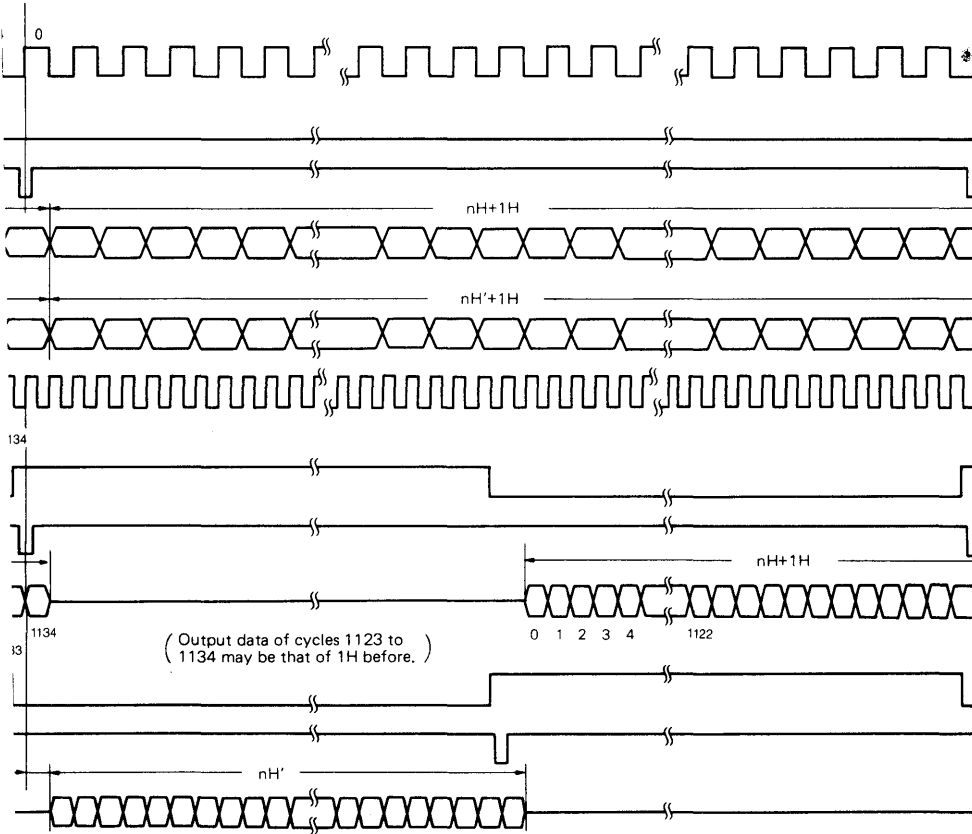 0
nH+1H
nH'+1H
134
nH+1H
1134 0 1 2 3 4 1122
33
(Output data of cycles 1123 to
1134 may be that of 1H before.)
nH'